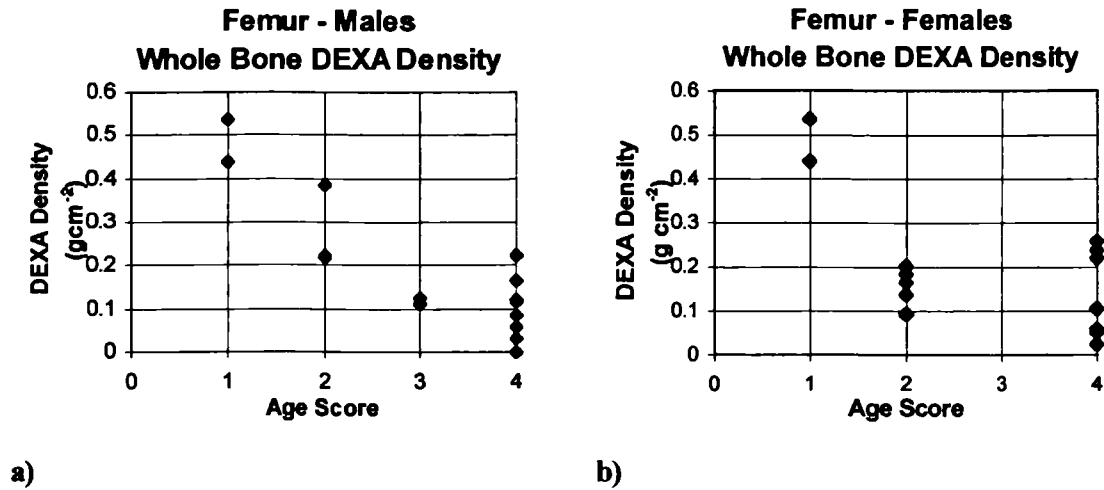 Femur - Males
Whole Bone DEXA Density
DEXA Density
(gcm-2)
0.6
0.5
0.4
0.3
0.2
0.1
0
0 1 2 3 4
Age Score
a)
Femur - Females
Whole Bone DEXA Density
DEXA Density
(g cm-2)
0.6
0.5
0.4
0.3
0.2
0.1
0
0 1 2 3 4
Age Score
b)